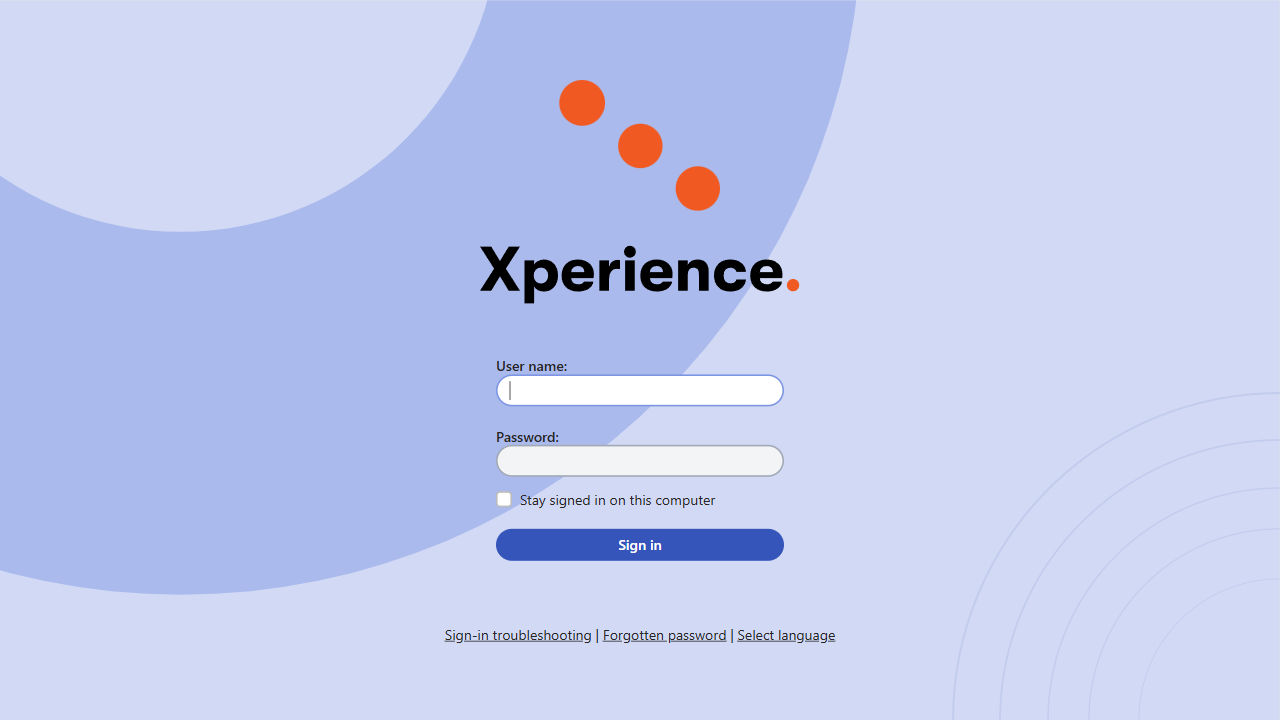 Xperience.
User name:
Password:
Stay signed in on this computer
Sign in
Sign-in troubleshooting | Forgotten password | Select language